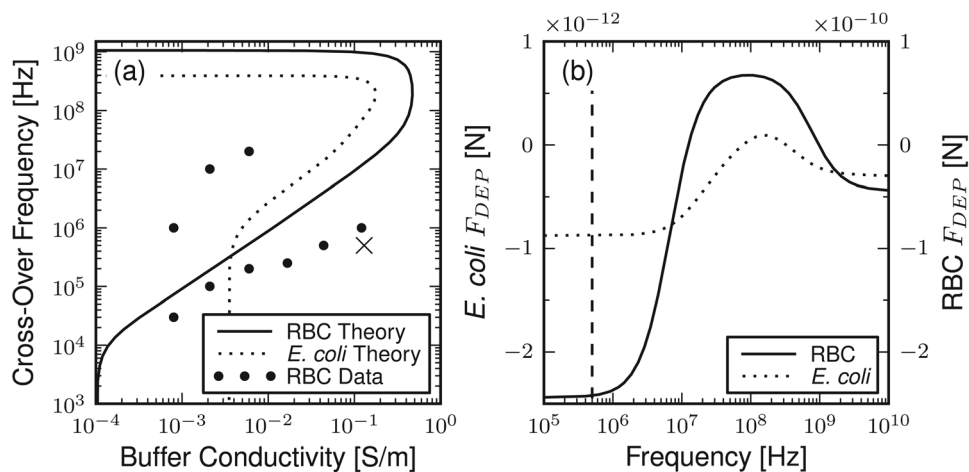 ×10⁻¹² ×10⁻¹⁰
(a)
10⁹
10⁸
10⁷
10⁶
10⁵
10⁴
10³
Cross-Over Frequency [Hz]
RBC Theory
E. coli Theory
RBC Data
10⁻⁴ 10⁻³ 10⁻² 10⁻¹ 10⁰
Buffer Conductivity [S/m]
(b)
1
0
−1
−2
E. coli F_DEP [N]
1
0
−1
−2
RBC F_DEP [N]
RBC
E. coli
10⁵ 10⁶ 10⁷ 10⁸ 10⁹ 10¹⁰
Frequency [Hz]